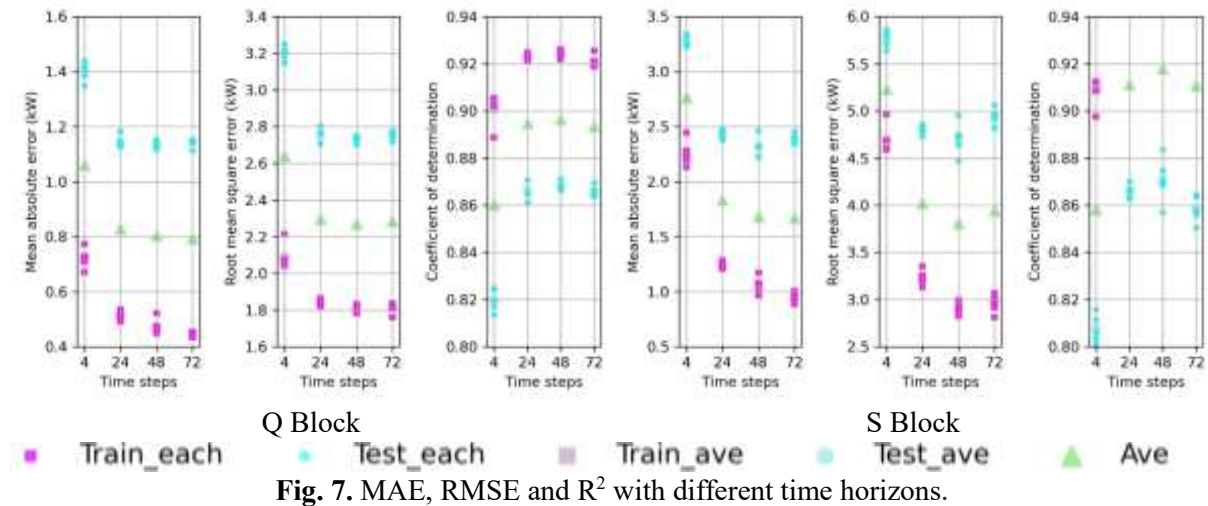 Mean absolute error (kW)
1.6
1.4
1.2
1.0
0.8
0.6
0.4
4 24 48 72
Time steps
Root mean square error (kW)
3.4
3.2
3.0
2.8
2.6
2.4
2.2
2.0
1.8
1.6
4 24 48 72
Time steps
Coefficient of determination
0.94
0.92
0.90
0.88
0.86
0.84
0.82
0.80
4 24 48 72
Time steps
Mean absolute error (kW)
3.5
3.0
2.5
2.0
1.5
1.0
0.5
4 24 48 72
Time steps
Root mean square error (kW)
6.0
5.5
5.0
4.5
4.0
3.5
3.0
2.5
4 24 48 72
Time steps
Coefficient of determination
0.94
0.92
0.90
0.88
0.86
0.84
0.82
0.80
4 24 48 72
Time steps
Q Block S Block
Train_each Test_each Train_ave Test_ave Ave
Fig. 7. MAE, RMSE and R² with different time horizons.